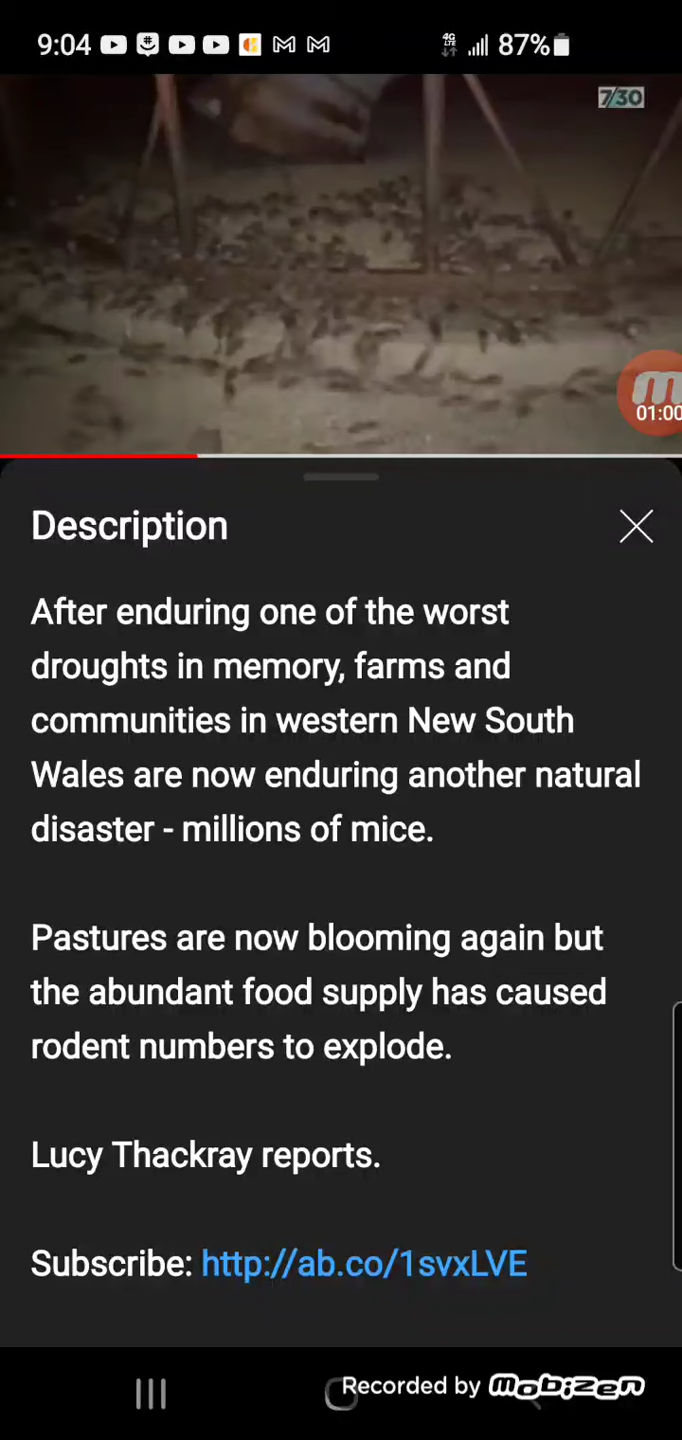 9:04
4G
LTE
87%
7/30
01:00
Description
After enduring one of the worst
droughts in memory, farms and
communities in western New South
Wales are now enduring another natural
disaster - millions of mice.
Pastures are now blooming again but
the abundant food supply has caused
rodent numbers to explode.
Lucy Thackray reports.
Subscribe: http://ab.co/1svxLVE
Recorded by mobizen